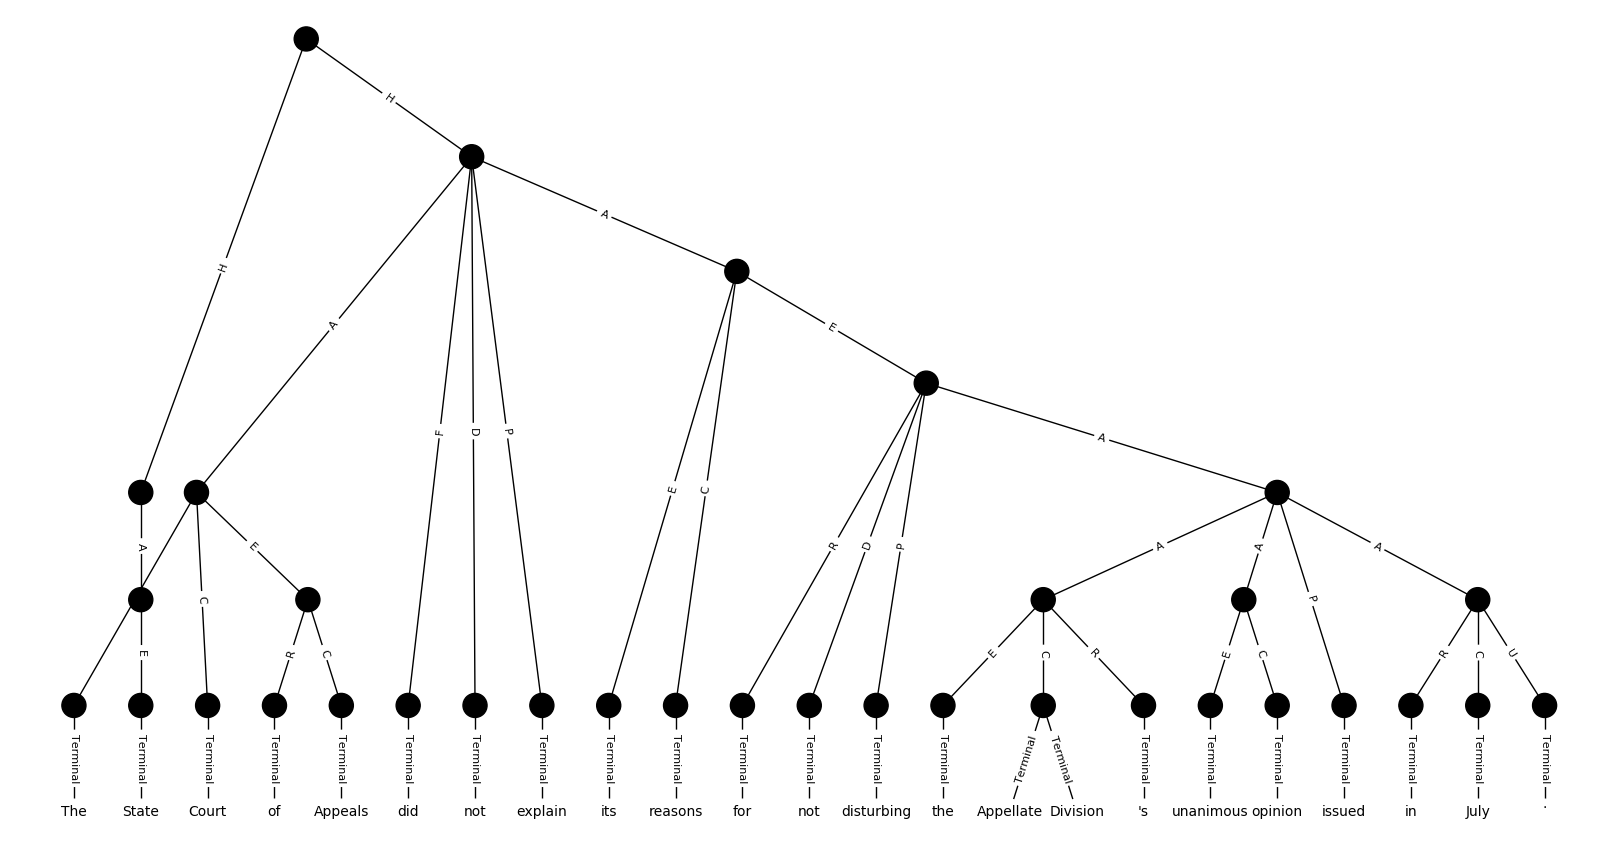 H
A
H
A
E
F
D
P
A
E
C
R
D
P
A
A
A
A
C
E
A
P
E
R
C
E
C
R
E
C
R
C
U
Terminal Terminal Terminal Terminal Terminal Terminal Terminal Terminal Terminal Terminal Terminal Terminal Terminal Terminal Terminal Terminal Terminal Terminal Terminal Terminal Terminal Terminal Terminal
The State Court of Appeals did not explain its reasons for not disturbing the Appellate Division 's unanimous opinion issued in July .